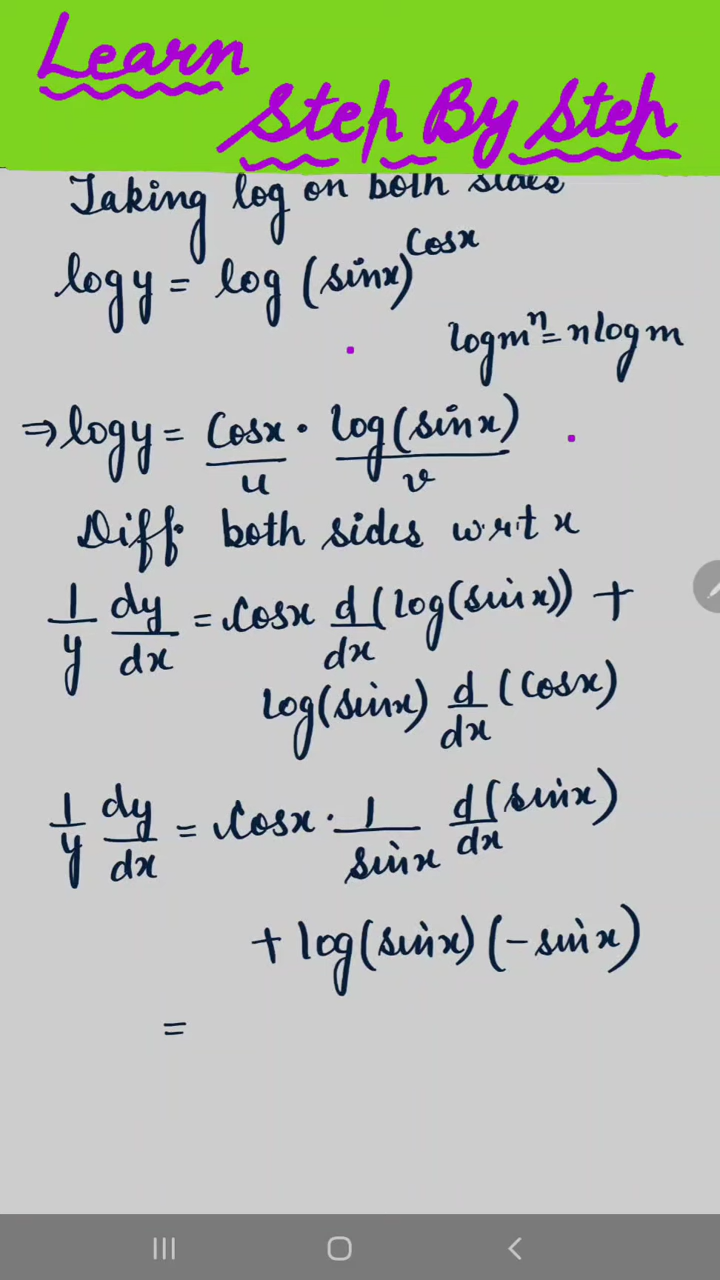 Learn
Step By Step
Taking log on both sides
log y = log (sinx)^cosx
log m^n = n log m
⇒ log y = cosx · log(sinx)
u v
Diff. both sides w.r.t x
1/y dy/dx = cosx d/dx (log(sinx)) +
log(sinx) d/dx (cosx)
1/y dy/dx = cosx · 1/sinx d/dx (sinx)
+ log(sinx) (-sinx)
=